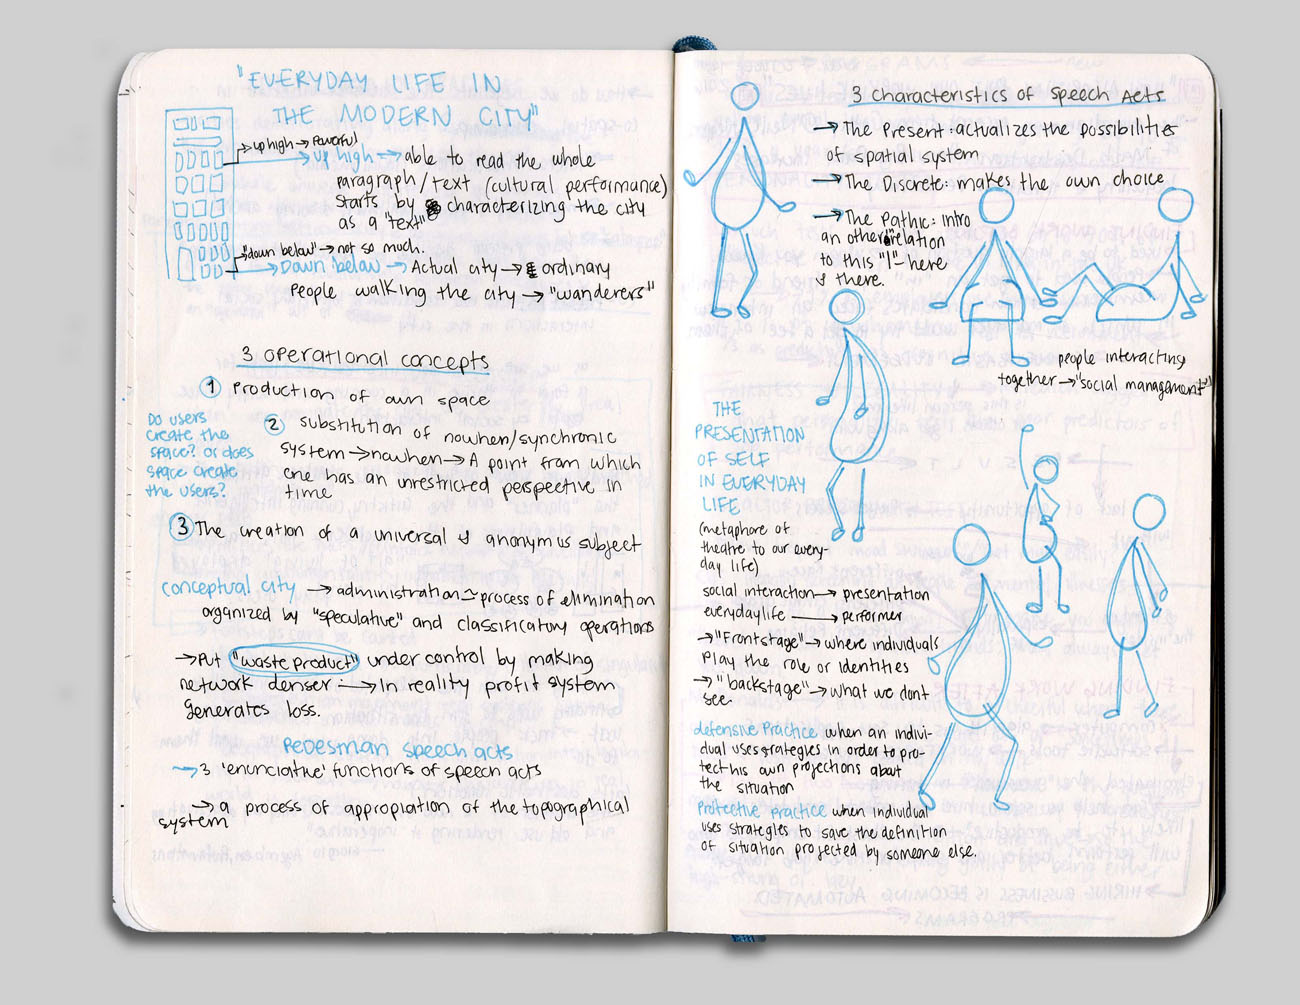 "EVERYDAY LIFE IN
THE MODERN CITY"
up high → Powerful
up high → able to read the whole
paragraph/text (cultural performance)
starts by characterizing the city
as a "text"
"down below" → not so much.
Down below → Actual city → ordinary
People walking the city → "wanderers"
3 operational concepts
① Production of own space
Do users
create the
space? or does
space create
the users?
② substitution of nowhen/synchronic
system → nowhen → A point from which
one has an unrestricted perspective in
time
③ The creation of a universal & anonymus subject
conceptual city → administration ~ process of elimination
organized by "speculative" and classificatory operations
→ Put "waste product" under control by making
network denser: → In reality profit system
generates loss.
Pedestrian speech acts
→ 3 'enunciative' functions of speech acts
→ a process of appropiation of the topographical
system
3 characteristics of Speech Acts
→ The Present: actualizes the possibilities
of spatial system
→ The Discrete: makes the own choice
→ The Pathic: intro
an other relation
to this "I"-here
& there.
people interacting
together → "social management"
THE
PRESENTATION
OF SELF
IN EVERYDAY
LIFE
(metaphore of
theatre to our every-
day life)
social interaction → presentation
everyday life → performer
→ "Frontstage" → where individuals
play the role or identities
→ "backstage" → what we dont
see.
defensive Practice when an indivi-
dual uses strategies in order to pro-
tect his own projections about
the situation
Protective Practice when individual
uses strategies to save the definition
of situation projected by someone else.